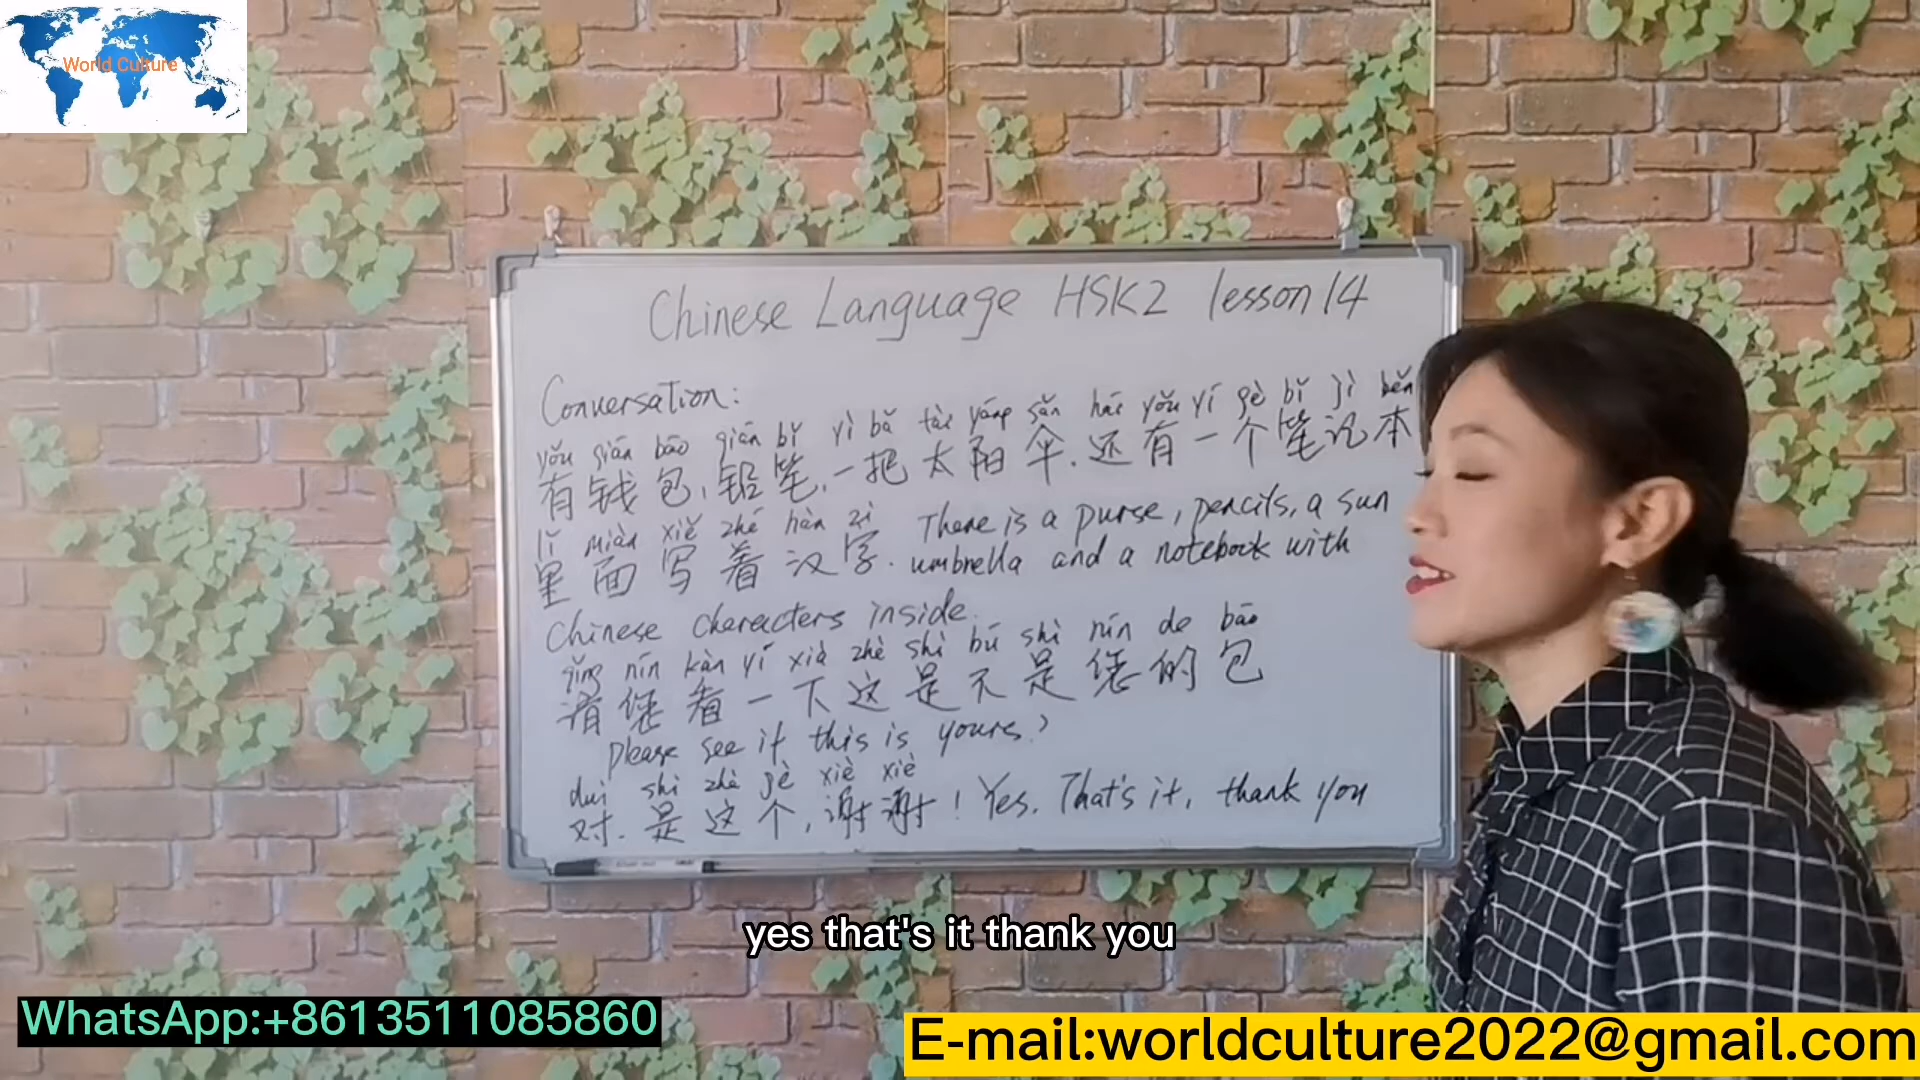 World Culture
Chinese Language HSK2 lesson 14
Conversation:
yǒu qián bāo qiān bǐ yì bǎ tài yáng sǎn hái yǒu yí gè bǐ jì běn
有钱包,铅笔,一把太阳伞.还有一个笔记本
lǐ miàn xiě zhé hàn zì There is a purse, pencils, a sun
里面写着汉字. umbrella and a notebook with
Chinese characters inside.
qǐng nín kàn yí xià zhè shì bú shì nín de bāo
请您看一下这是不是您的包
Please see if this is yours?
duì shì zhè gè xiè xiè
对.是这个,谢谢! Yes. That's it, thank you
yes that's it thank you
WhatsApp:+8613511085860
E-mail:worldculture2022@gmail.com